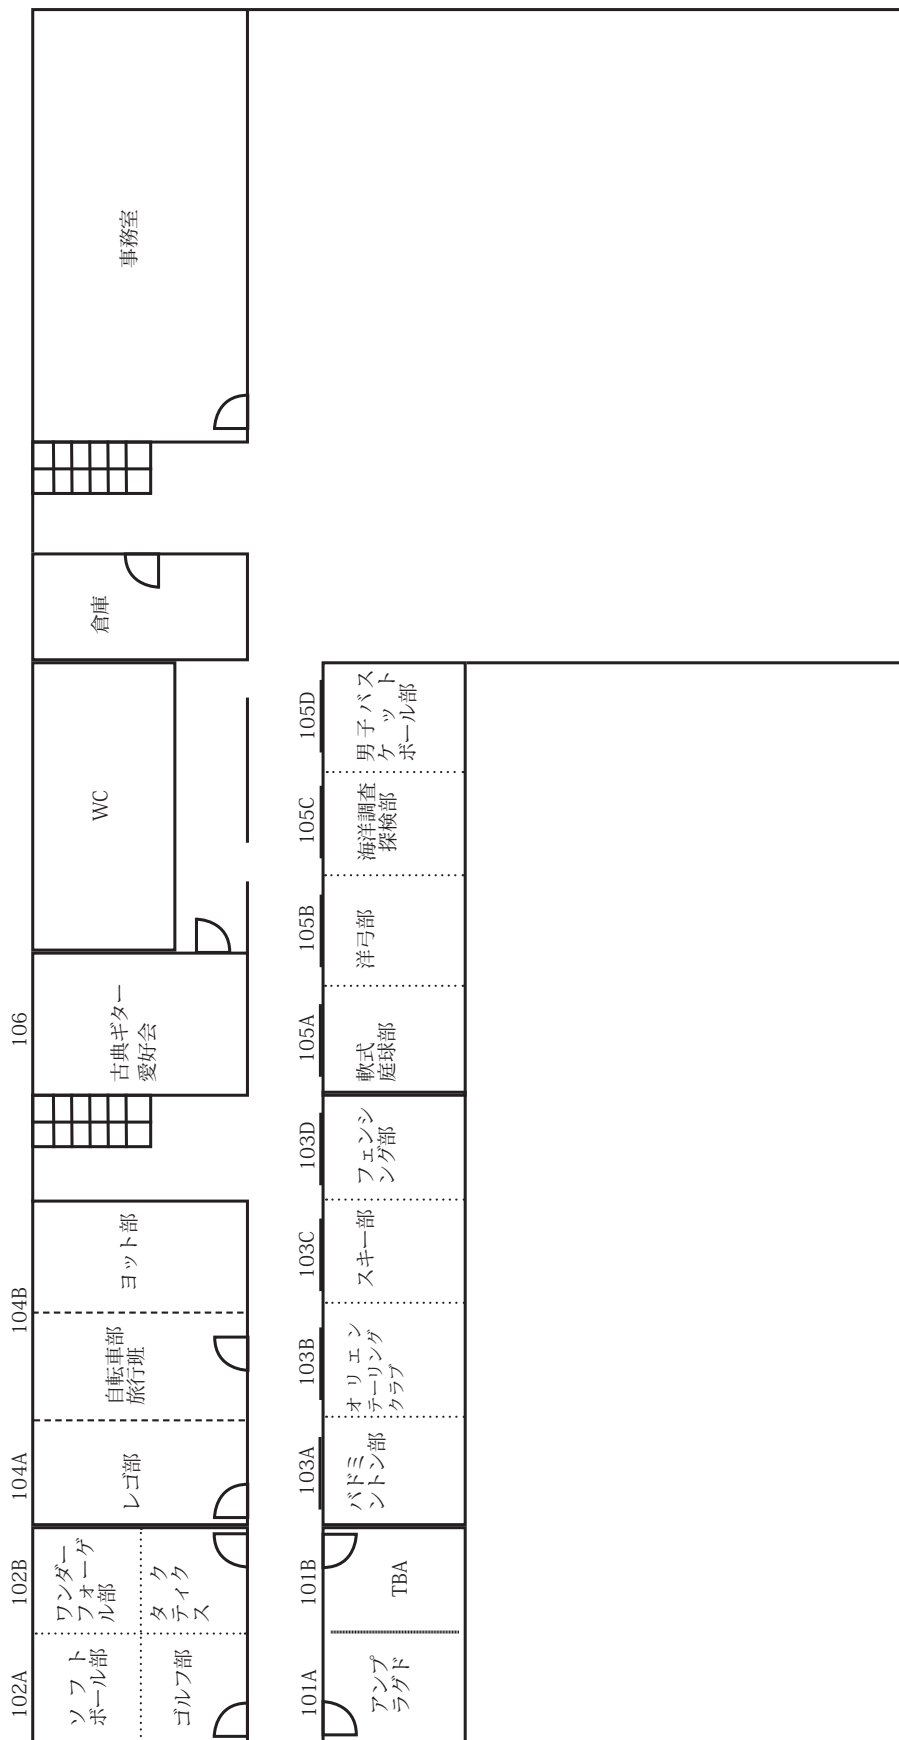 事務室
倉庫
WC
106
古典ギター
愛好会
104B
ヨット部
自転車部
旅行班
104A
レゴ部
102B
ワンダー
フォーゲ
ル部
タク
ティク
ス
102A
ソフト
ボール部
ゴルフ部
105D
男子バス
ケット
ボール部
105C
海洋調査
探検部
105B
洋弓部
105A
軟式
庭球部
103D
フェンシ
ング部
103C
スキー部
103B
オリエン
テーリング
クラブ
103A
バドミ
ントン部
101B
TBA
101A
アンプ
ラグド